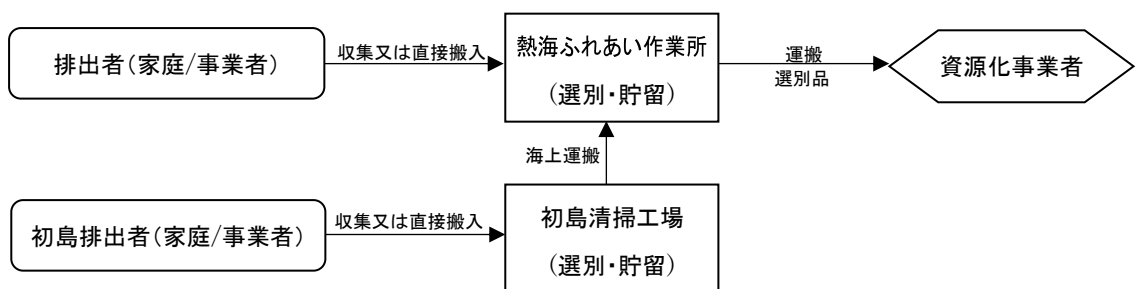 排出者（家庭/事業者）
収集又は直接搬入
熱海ふれあい作業所
（選別・貯留）
運搬
選別品
資源化事業者
海上運搬
初島排出者（家庭/事業者）
収集又は直接搬入
初島清掃工場
（選別・貯留）